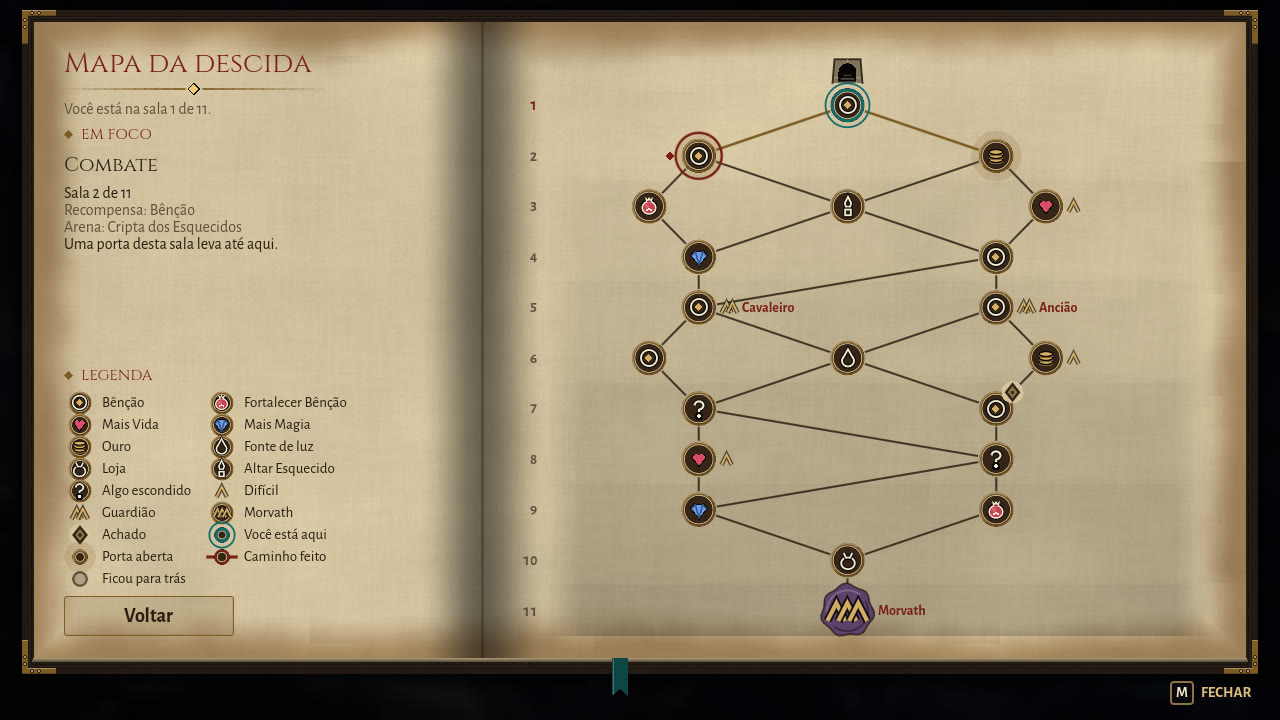 Mapa da descida
Você está na sala 1 de 11.
Em foco
Combate
Sala 2 de 11
Recompensa: Bênção
Arena: Cripta dos Esquecidos
Uma porta desta sala leva até aqui.
Legenda
Bênção
Fortalecer Bênção
Mais Vida
Mais Magia
Ouro
Fonte de luz
Loja
Altar Esquecido
Algo escondido
Difícil
Guardião
Morvath
Achado
Você está aqui
Porta aberta
Caminho feito
Ficou para trás
Voltar
1
2
3
4
5
Cavaleiro
Ancião
6
7
8
9
10
11
Morvath
M FECHAR